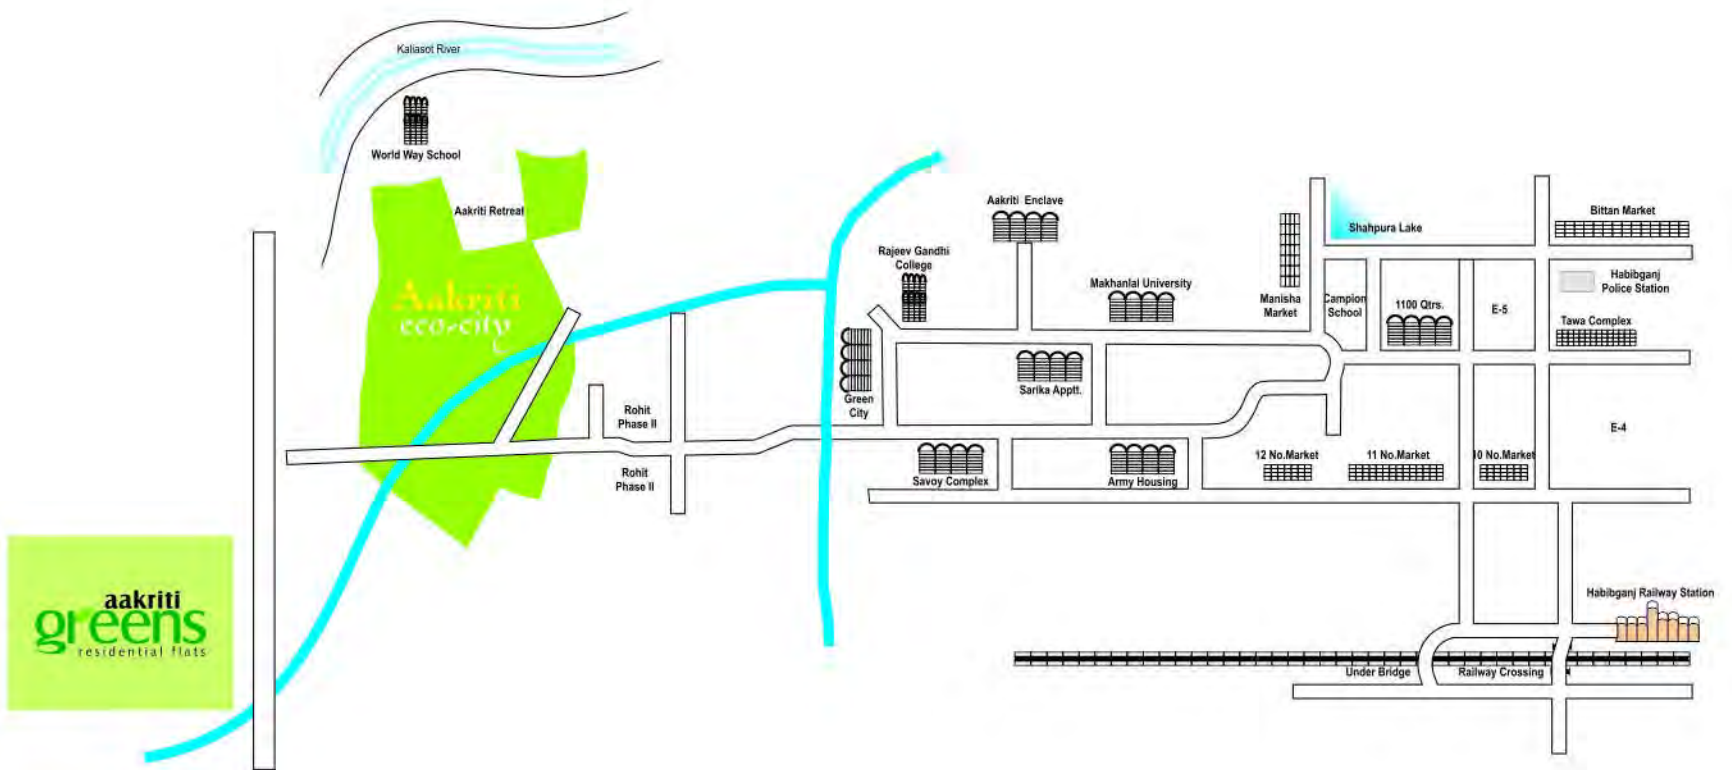 Kaliasot River
World Way School
Aakriti Retreat
Aakriti
eco-city
Aakriti Enclave
Rajeev Gandhi
College
Makhanlal University
Manisha
Market
Shahpura Lake
Bittan Market
Campion
School
1100 Qtrs.
E-5
Habibganj
Police Station
Tawa Complex
Sarika Apptt.
Green
City
Rohit
Phase II
Rohit
Phase II
E-4
Savoy Complex
Army Housing
12 No.Market
11 No.Market
10 No.Market
aakriti
greens
residential flats
Habibganj Railway Station
Under Bridge
Railway Crossing